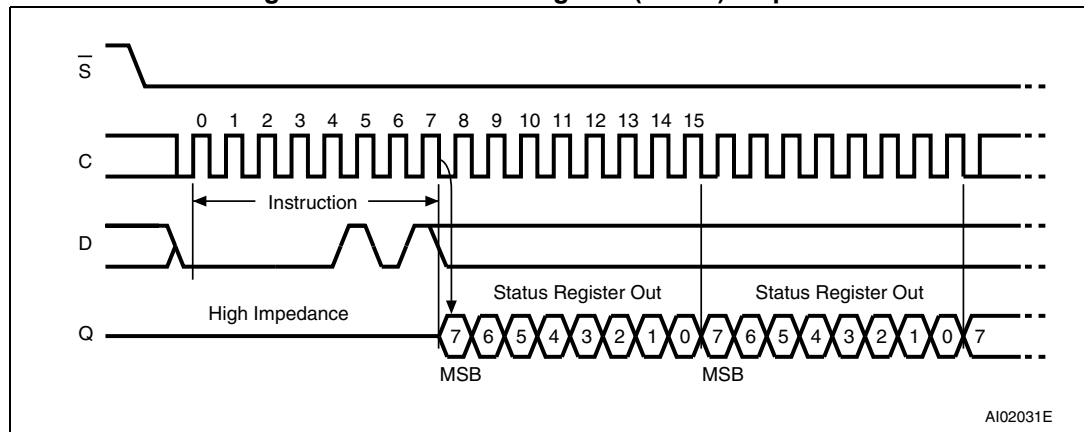 S
0 1 2 3 4 5 6 7 8 9 10 11 12 13 14 15
C
Instruction
D
Status Register Out Status Register Out
High Impedance
Q 7 6 5 4 3 2 1 0 7 6 5 4 3 2 1 0 7
MSB MSB
AI02031E